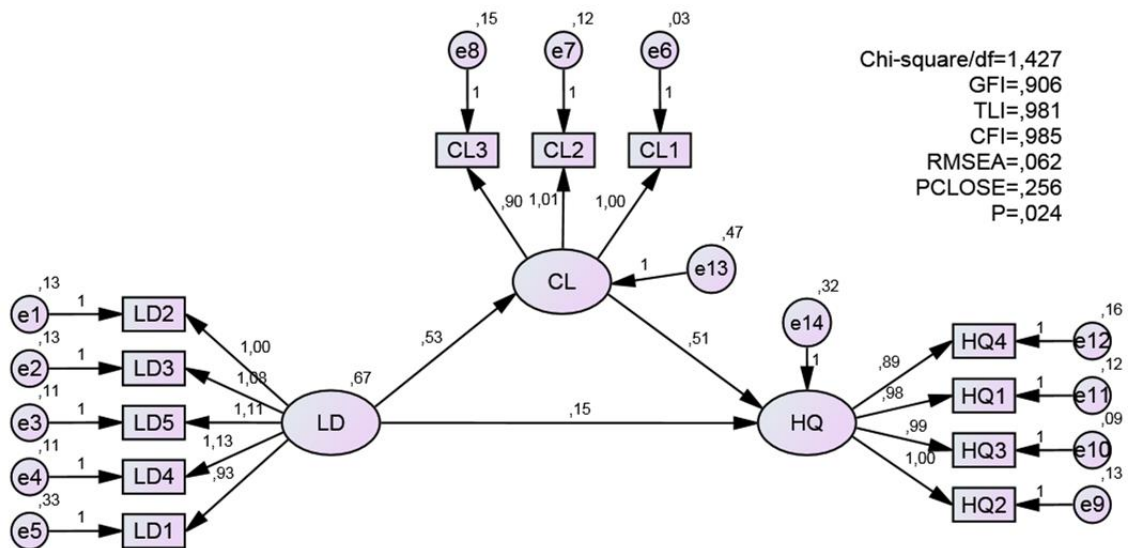 ,15
,12
,03
e8
e7
e6
1
1
1
CL3
CL2
CL1
Chi-square/df=1,427
GFI=,906
TLI=,981
CFI=,985
RMSEA=,062
PCLOSE=,256
P=,024
,90
1,01
1,00
CL
,47
1
e13
,13
e1
1
LD2
,13
e2
1
LD3
,11
e3
1
LD5
,11
e4
1
LD4
,33
e5
1
LD1
1,00
1,08
1,11
1,13
,93
,67
LD
,53
,51
,15
,32
e14
1
HQ
,89
,98
,99
1,00
HQ4
1
,16
e12
HQ1
1
,12
e11
HQ3
1
,09
e10
HQ2
1
,13
e9